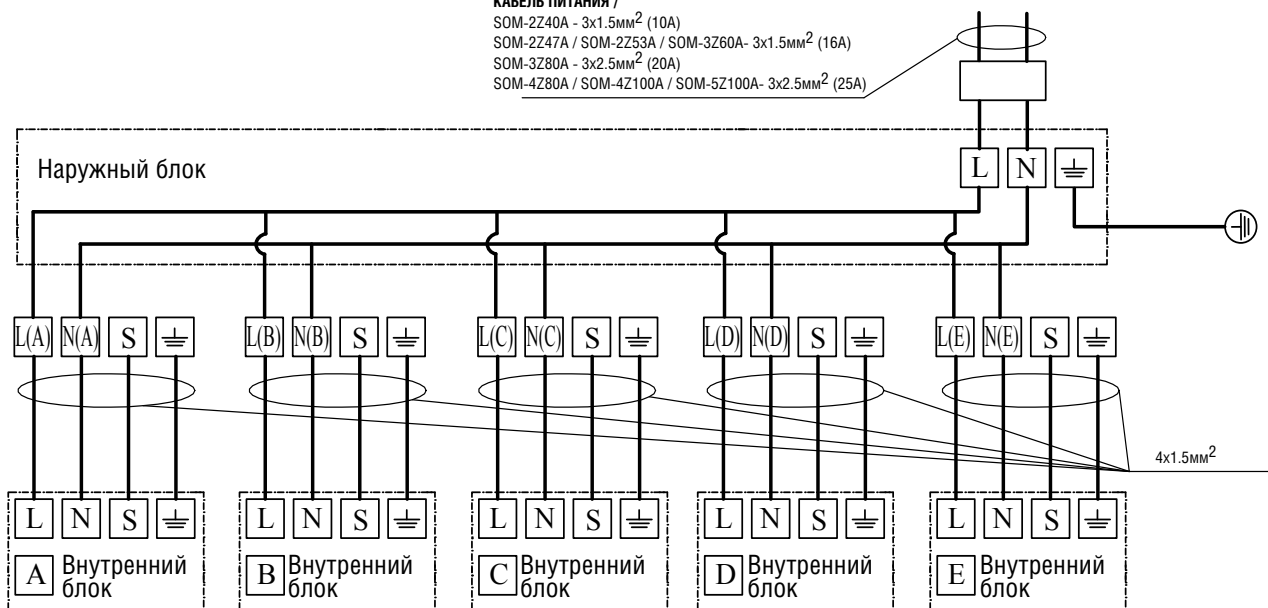 КАБЕЛЬ ПИТАНИЯ /
SOM-2Z40A - 3x1.5мм2 (10A)
SOM-2Z47A / SOM-2Z53A / SOM-3Z60A- 3x1.5мм2 (16A)
SOM-3Z80A - 3x2.5мм2 (20A)
SOM-4Z80A / SOM-4Z100A / SOM-5Z100A- 3x2.5мм2 (25A)
Наружный блок
L N
L(A) N(A) S L(B) N(B) S L(C) N(C) S L(D) N(D) S L(E) N(E) S
4x1.5мм2
L N S L N S L N S L N S L N S
A Внутренний блок
B Внутренний блок
C Внутренний блок
D Внутренний блок
E Внутренний блок